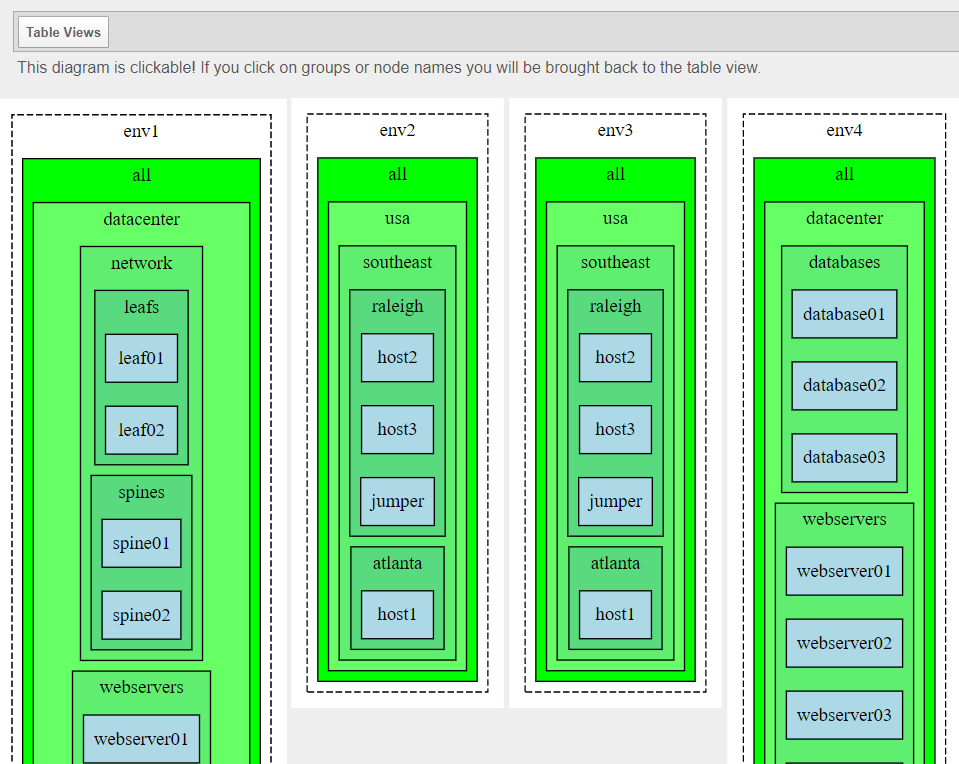 Table Views
This diagram is clickable! If you click on groups or node names you will be brought back to the table view.
env1
all
datacenter
network
leafs
leaf01
leaf02
spines
spine01
spine02
webservers
webserver01
env2
all
usa
southeast
raleigh
host2
host3
jumper
atlanta
host1
env3
all
usa
southeast
raleigh
host2
host3
jumper
atlanta
host1
env4
all
datacenter
databases
database01
database02
database03
webservers
webserver01
webserver02
webserver03